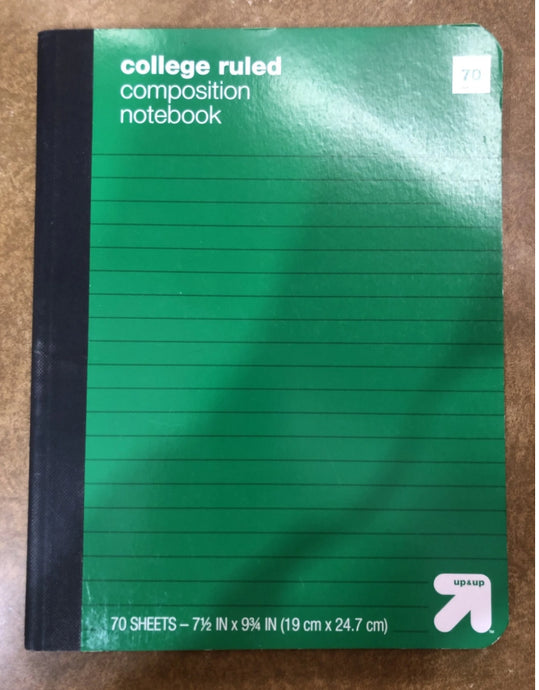 college ruled
composition
notebook
70
70 SHEETS – 7½ IN x 9¾ IN (19 cm x 24.7 cm)
up&up